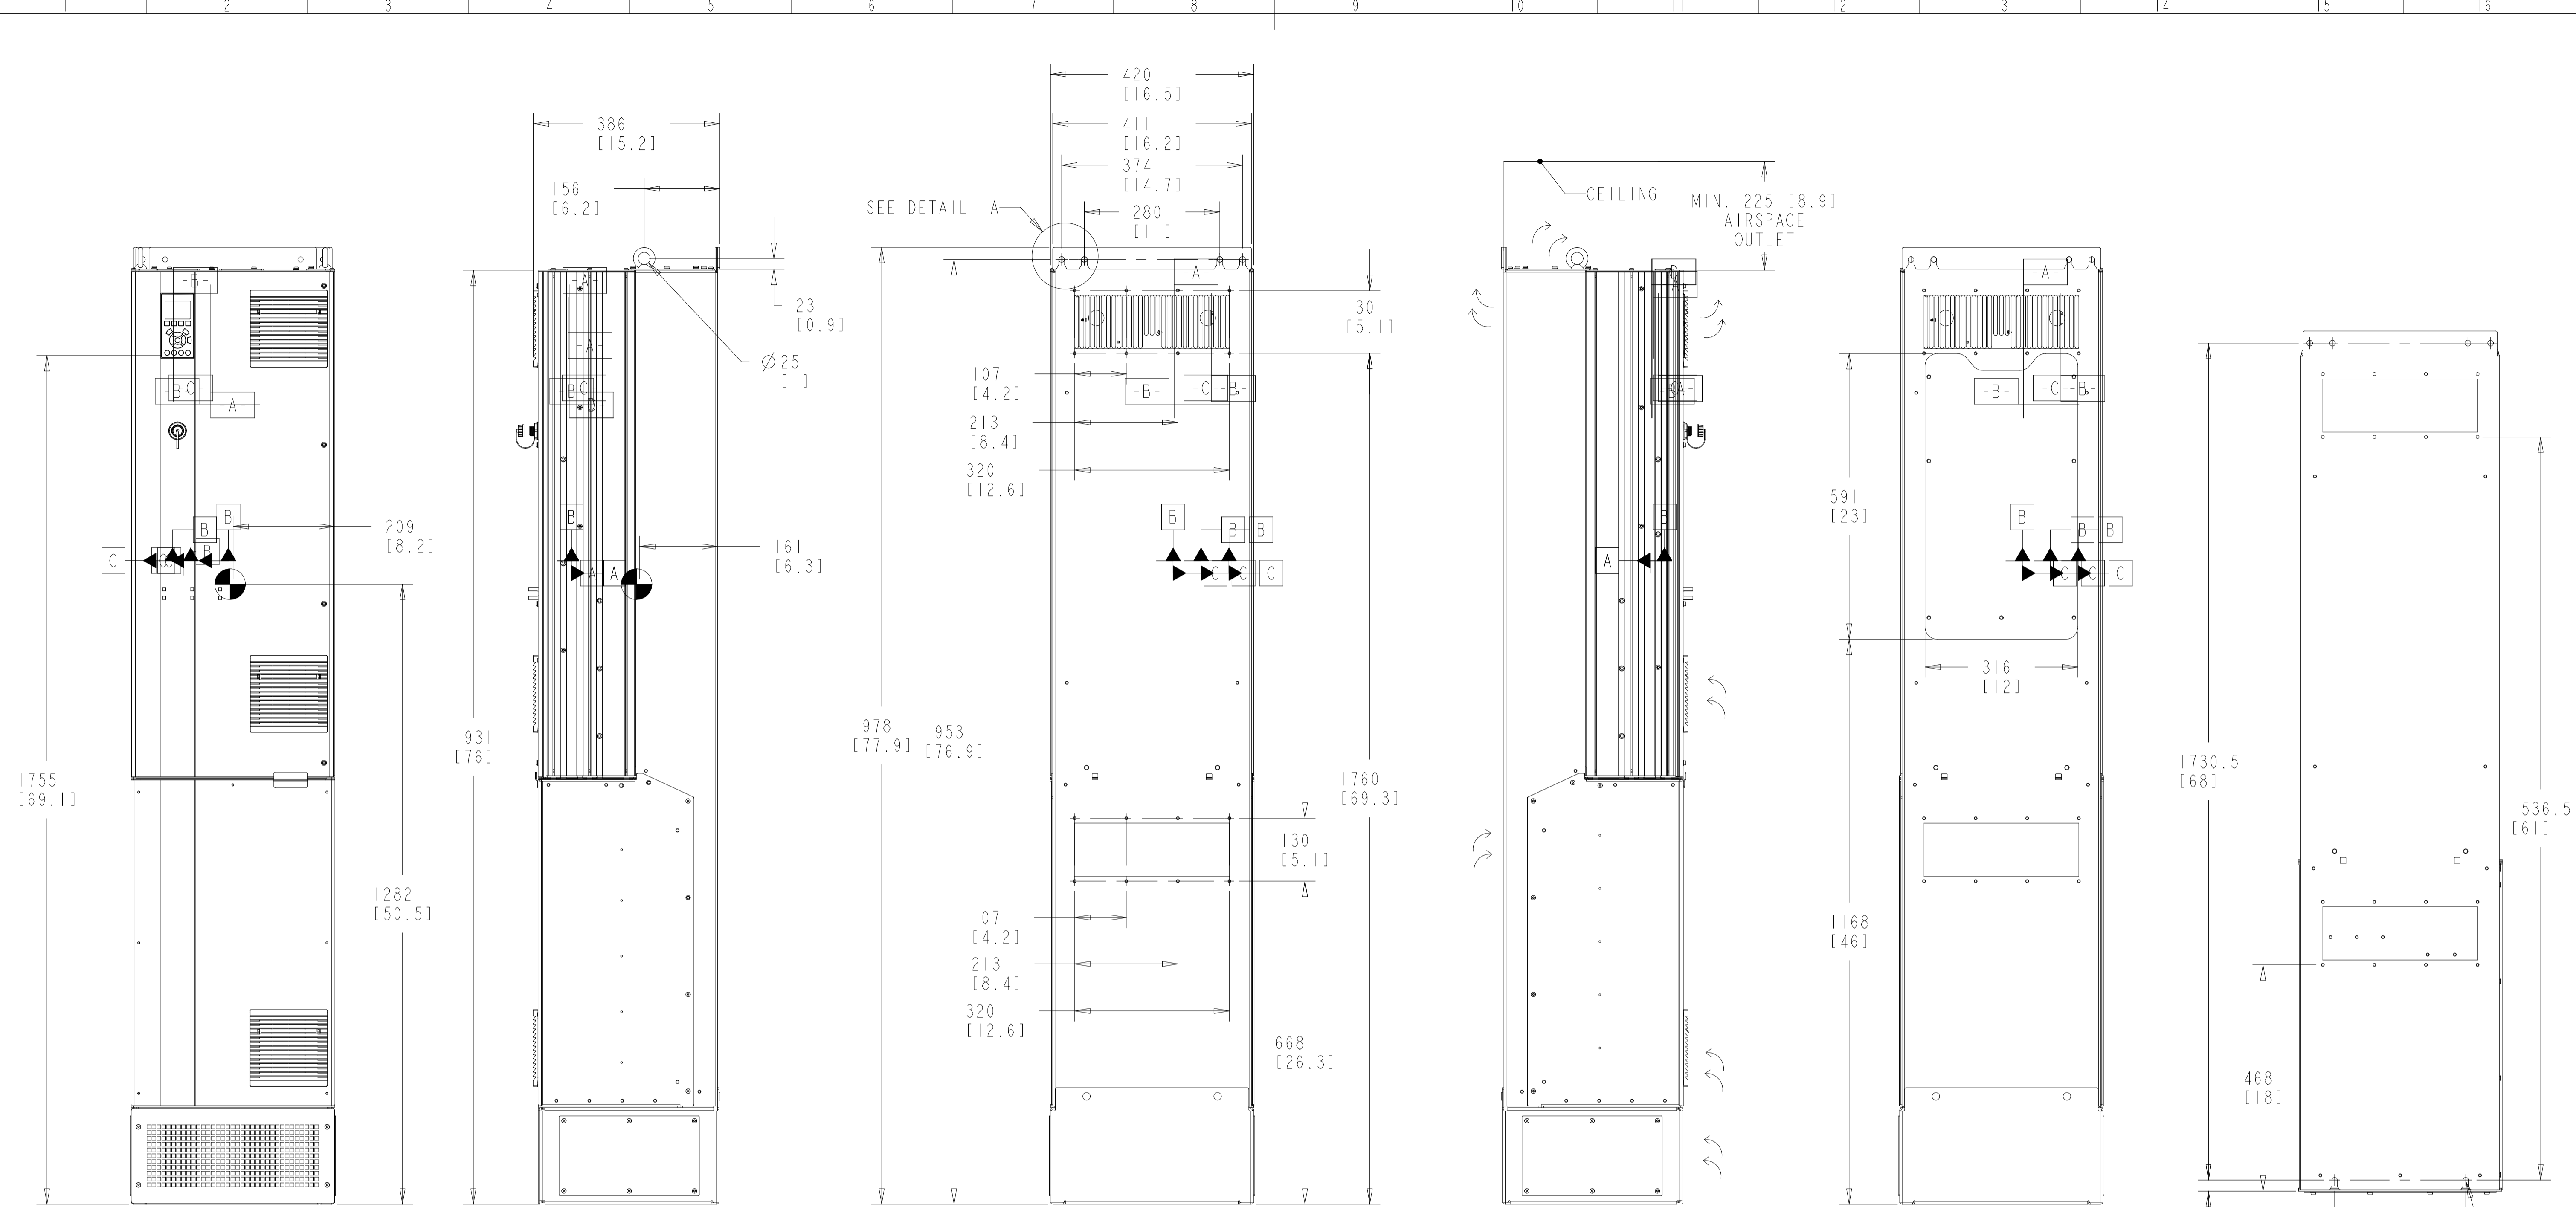 2 3 4 5 6 7 8 9 10 11 12 13 14 15 16
420
[16.5]
386
[15.2]
411
[16.2]
374
[14.7]
156
[6.2]
SEE DETAIL A
280
[11]
CEILING
MIN. 225 [8.9]
AIRSPACE
OUTLET
23
[0.9]
Ø25
[1]
130
[5.1]
107
[4.2]
213
[8.4]
320
[12.6]
-B-
-B-
-C-
-A-
-A-
-A-
-B-
-C-
-A-
-B-
-C-
-B-
-A-
-B-
-C-
-B-
591
[23]
209
[8.2]
161
[6.3]
B
B
B
C
B
A
A
B
B
B
C
C
C
B
A
B
B
B
C
C
C
316
[12]
1755
[69.1]
1282
[50.5]
1931
[76]
1978
[77.9]
1953
[76.9]
1760
[69.3]
130
[5.1]
107
[4.2]
213
[8.4]
320
[12.6]
668
[26.3]
1168
[46]
1730.5
[68]
1536.5
[61]
468
[18]